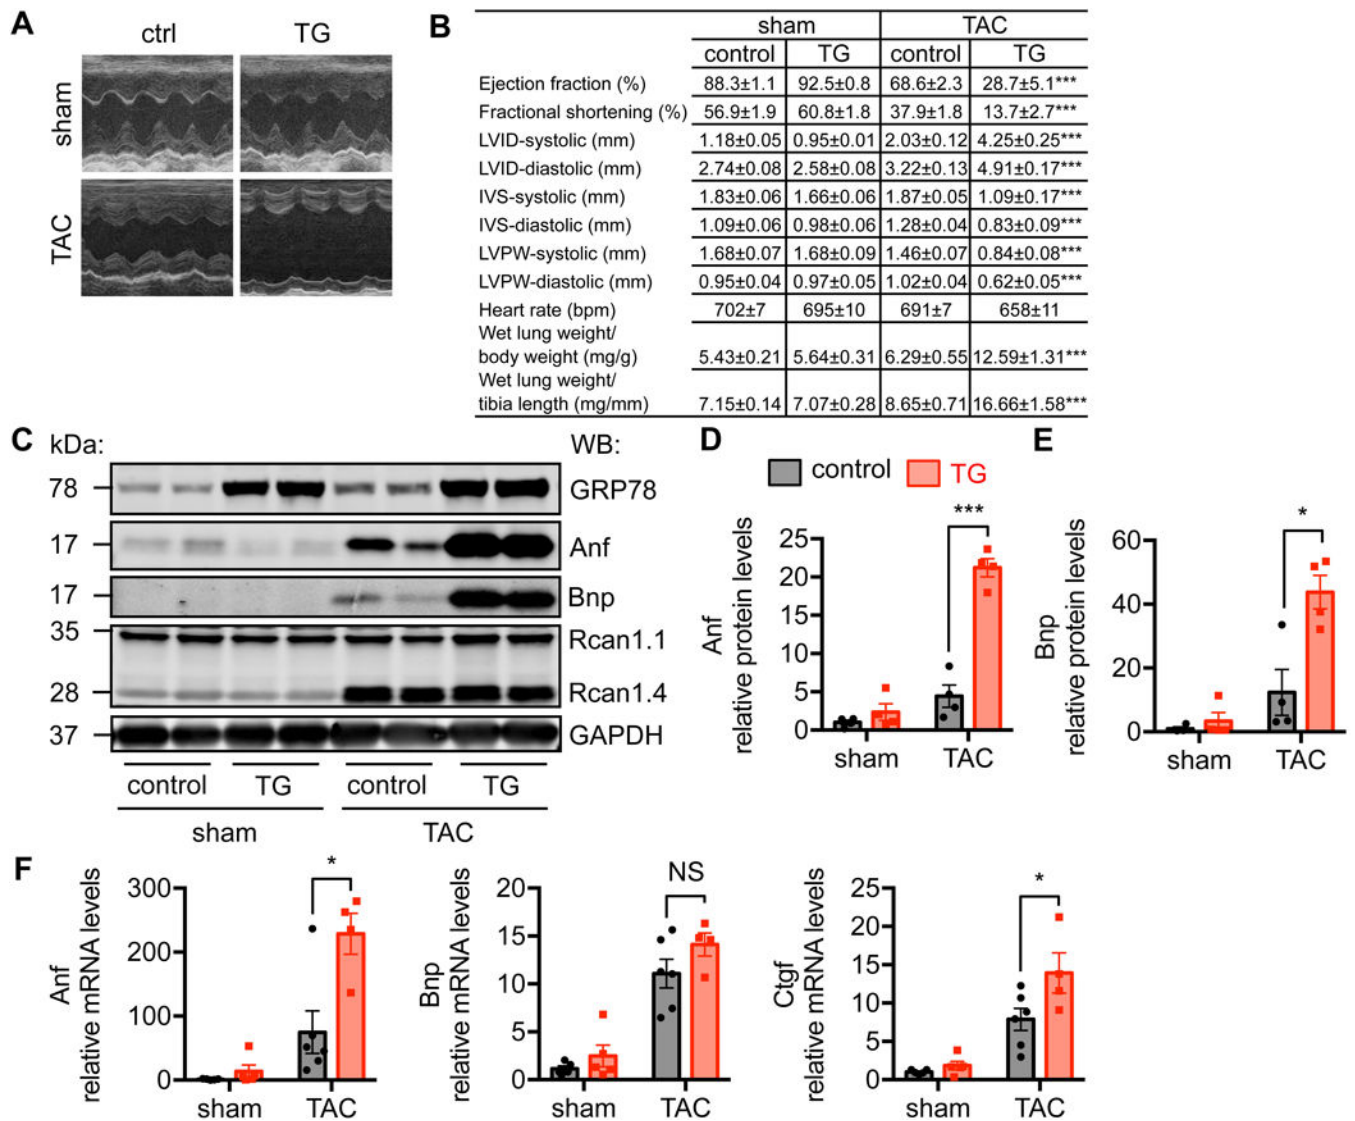 A
ctrl TG
sham
TAC
B
sham TAC
control TG control TG
Ejection fraction (%) 88.3±1.1 92.5±0.8 68.6±2.3 28.7±5.1***
Fractional shortening (%) 56.9±1.9 60.8±1.8 37.9±1.8 13.7±2.7***
LVID-systolic (mm) 1.18±0.05 0.95±0.01 2.03±0.12 4.25±0.25***
LVID-diastolic (mm) 2.74±0.08 2.58±0.08 3.22±0.13 4.91±0.17***
IVS-systolic (mm) 1.83±0.06 1.66±0.06 1.87±0.05 1.09±0.17***
IVS-diastolic (mm) 1.09±0.06 0.98±0.06 1.28±0.04 0.83±0.09***
LVPW-systolic (mm) 1.68±0.07 1.68±0.09 1.46±0.07 0.84±0.08***
LVPW-diastolic (mm) 0.95±0.04 0.97±0.05 1.02±0.04 0.62±0.05***
Heart rate (bpm) 702±7 695±10 691±7 658±11
Wet lung weight/
body weight (mg/g) 5.43±0.21 5.64±0.31 6.29±0.55 12.59±1.31***
Wet lung weight/
tibia length (mg/mm) 7.15±0.14 7.07±0.28 8.65±0.71 16.66±1.58***
C
kDa: WB:
78 GRP78
17 Anf
17 Bnp
35 Rcan1.1
28 Rcan1.4
37 GAPDH
control TG control TG
sham TAC
D
control TG
Anf
relative protein levels
25
20
15
10
5
0
***
sham TAC
E
Bnp
relative protein levels
60
40
20
0
*
sham TAC
F
Anf
relative mRNA levels
300
200
100
0
*
sham TAC
Bnp
relative mRNA levels
20
15
10
5
0
NS
sham TAC
Ctgf
relative mRNA levels
25
20
15
10
5
0
*
sham TAC